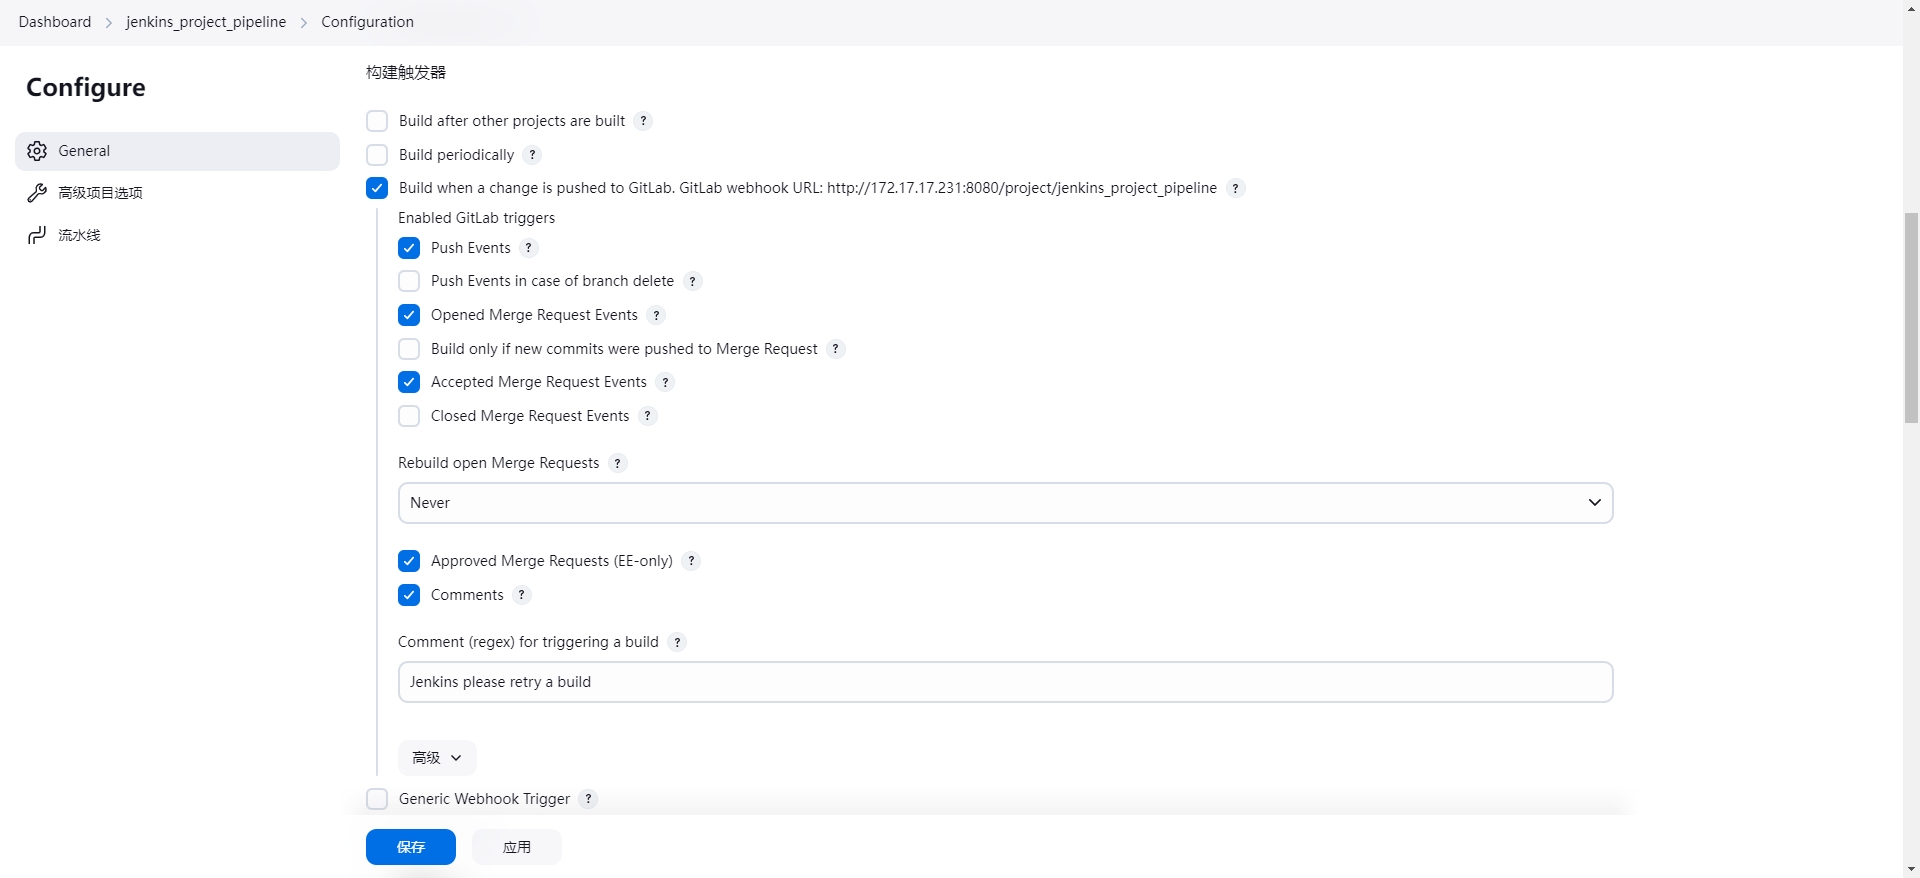 Dashboard > jenkins_project_pipeline > Configuration
Configure
General
高级项目选项
流水线
构建触发器
Build after other projects are built ?
Build periodically ?
Build when a change is pushed to GitLab. GitLab webhook URL: http://172.17.17.231:8080/project/jenkins_project_pipeline ?
Enabled GitLab triggers
Push Events ?
Push Events in case of branch delete ?
Opened Merge Request Events ?
Build only if new commits were pushed to Merge Request ?
Accepted Merge Request Events ?
Closed Merge Request Events ?
Rebuild open Merge Requests ?
Never
Approved Merge Requests (EE-only) ?
Comments ?
Comment (regex) for triggering a build ?
Jenkins please retry a build
高级
Generic Webhook Trigger ?
保存 应用